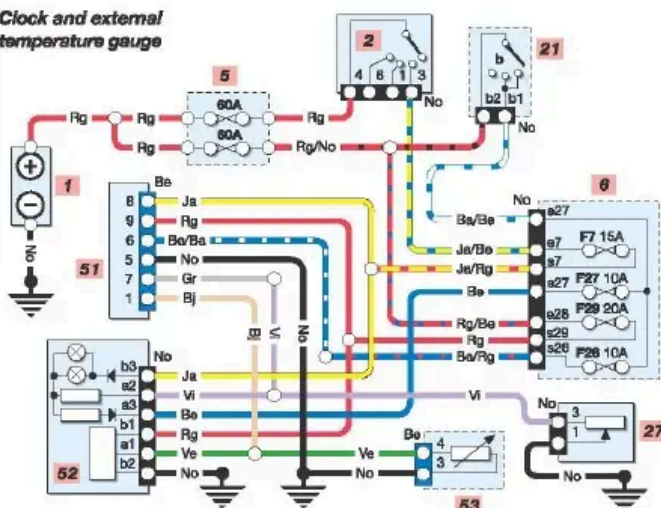 Clock and external
temperature gauge
2
21
5
4 6 1 3
b
b2 b1
60A
60A
Rg Rg Rg
Rg Rg/No
No
No
1
No
Be
51
8 Ja
9 Rg
6 Be/Ba
5 No
7 Gr
1 Bj
Bj
Vi
No
No
6
Ba/Be
Ja/Be
Ja/Rg
Be
Rg/Be
Rg
Be/Rg
s27
e7
s7
s27
e28
s29
s26
F7 15A
F27 10A
F29 20A
F26 10A
No
52
b3 Ja
a2 Vi
a3 Be
b1 Rg
a1 Ve
b2 No
Vi
Ve
No
Be
4
3
53
No
3
1
27
No